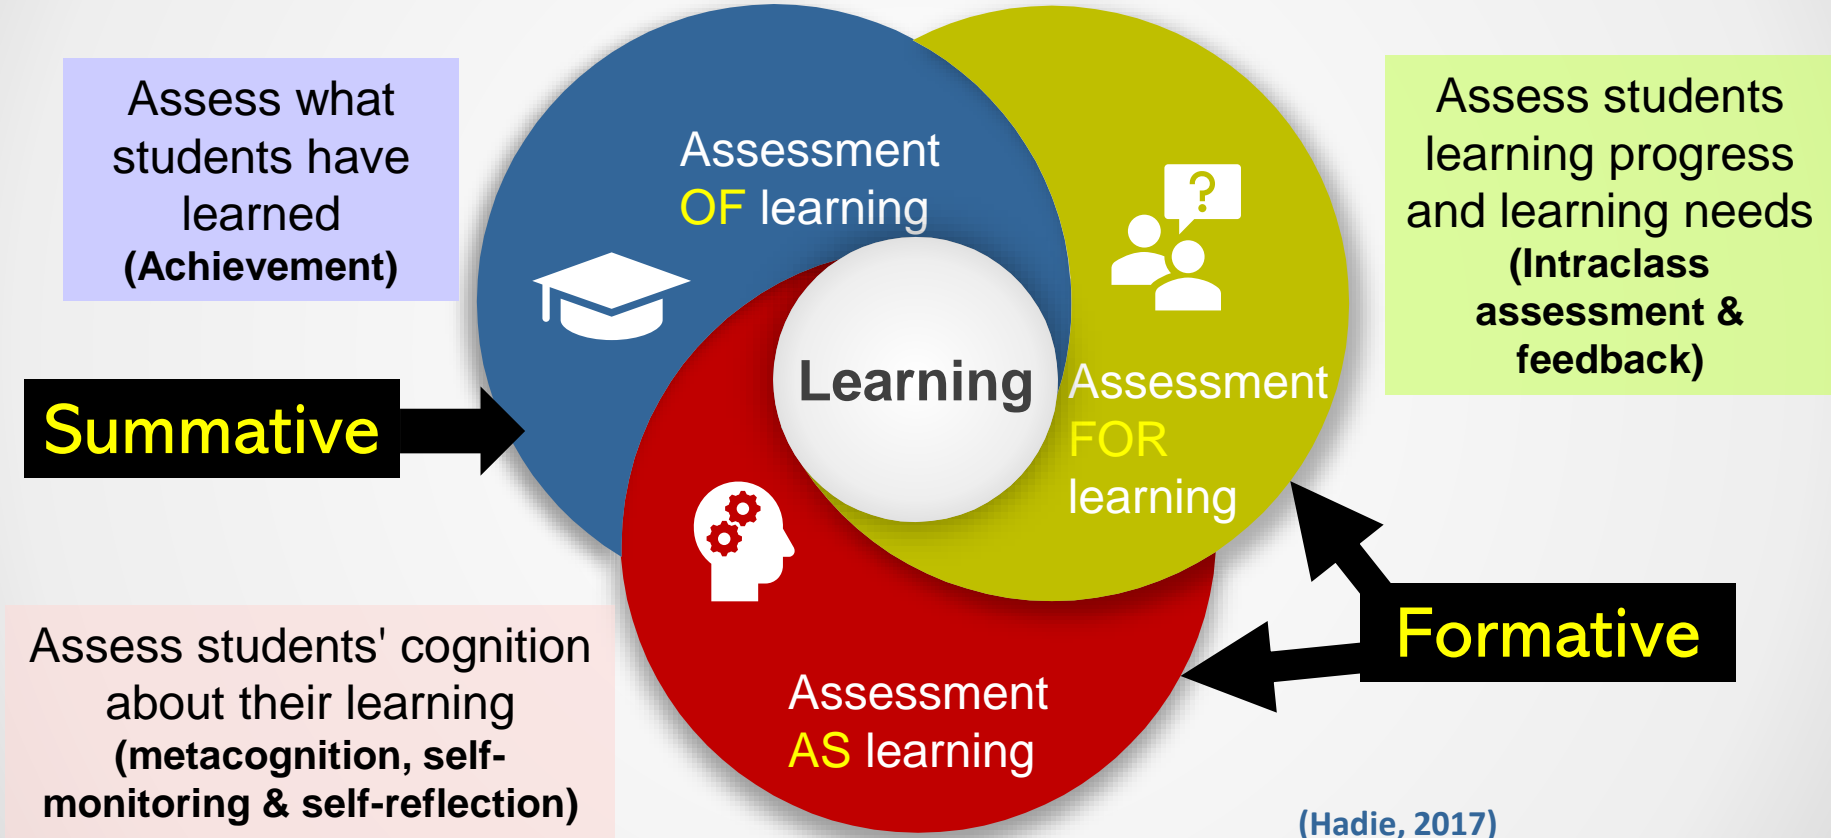 Assess what
students have
learned
(Achievement)
Assessment
OF learning
Assess students
learning progress
and learning needs
(Intraclass
assessment &
feedback)
?
Learning
Assessment
FOR
learning
Summative
Formative
Assess students' cognition
about their learning
(metacognition, self-
monitoring & self-reflection)
Assessment
AS learning
(Hadie, 2017)